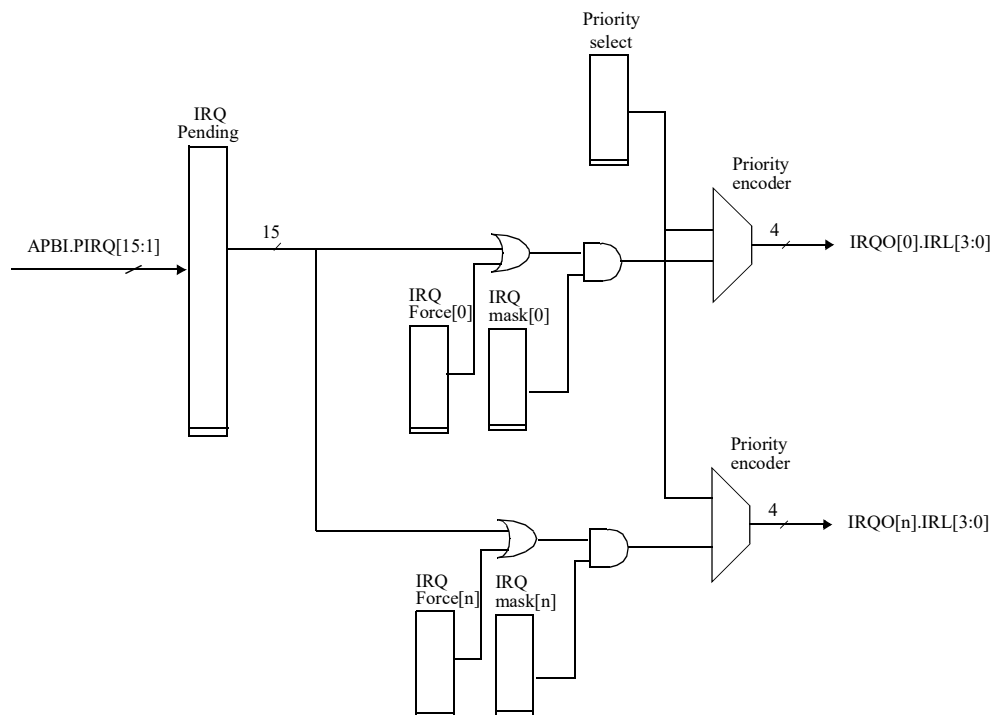 Priority
select
IRQ
Pending
Priority
encoder
APBI.PIRQ[15:1]
15
4
IRQO[0].IRL[3:0]
IRQ
Force[0]
IRQ
mask[0]
Priority
encoder
4
IRQO[n].IRL[3:0]
IRQ
Force[n]
IRQ
mask[n]